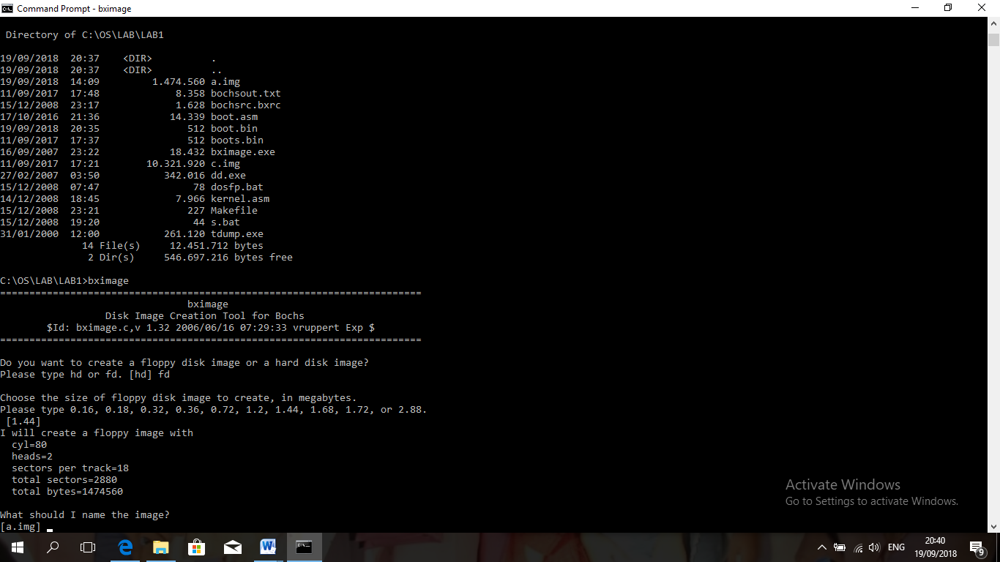 Command Prompt - bximage
Directory of C:\OS\LAB\LAB1
19/09/2018  20:37    <DIR>          .
19/09/2018  20:37    <DIR>          ..
19/09/2018  14:09         1.474.560 a.img
11/09/2017  17:48             8.358 bochsout.txt
15/12/2008  23:17             1.628 bochsrc.bxrc
17/10/2016  21:36            14.339 boot.asm
19/09/2018  20:35               512 boot.bin
11/09/2017  17:37               512 boots.bin
16/09/2007  23:22            18.432 bximage.exe
11/09/2017  17:21        10.321.920 c.img
27/02/2007  03:50           342.016 dd.exe
15/12/2008  07:47                78 dosfp.bat
14/12/2008  18:45             7.966 kernel.asm
15/12/2008  23:21               227 Makefile
15/12/2008  19:20                44 s.bat
31/01/2000  12:00           261.120 tdump.exe
14 File(s)     12.451.712 bytes
2 Dir(s)     546.697.216 bytes free
C:\OS\LAB\LAB1>bximage
========================================================================
bximage
Disk Image Creation Tool for Bochs
$Id: bximage.c,v 1.32 2006/06/16 07:29:33 vruppert Exp $
========================================================================
Do you want to create a floppy disk image or a hard disk image?
Please type hd or fd. [hd] fd
Choose the size of floppy disk image to create, in megabytes.
Please type 0.16, 0.18, 0.32, 0.36, 0.72, 1.2, 1.44, 1.68, 1.72, or 2.88.
[1.44]
I will create a floppy image with
cyl=80
heads=2
sectors per track=18
total sectors=2880
total bytes=1474560
What should I name the image?
[a.img]
Activate Windows
Go to Settings to activate Windows.
ENG
20:40
19/09/2018
9